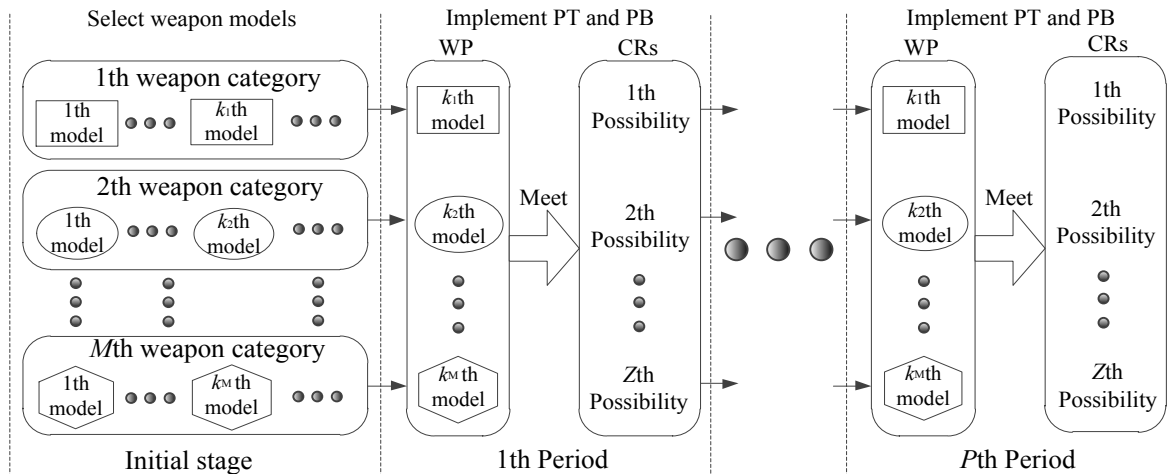 Select weapon models
Implement PT and PB
Implement PT and PB
1th weapon category
1th
model
k1th
model
2th weapon category
1th
model
k2th
model
Mth weapon category
1th
model
kMth
model
Initial stage
WP
k1th
model
k2th
model
kMth
model
Meet
CRs
1th
Possibility
2th
Possibility
Zth
Possibility
1th Period
WP
k1th
model
k2th
model
kMth
model
Meet
CRs
1th
Possibility
2th
Possibility
Zth
Possibility
Pth Period